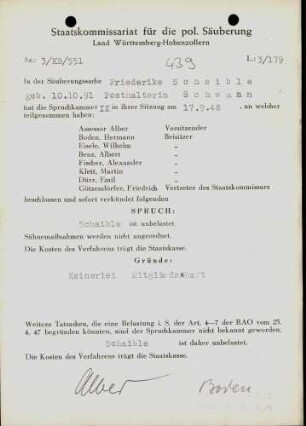 Staatskommissariat für die pol. Säuberung
Land Württemberg-Hohenzollern
Az: 3/KB/551 439 L: 3/179
In der Säuberungssache Friederike Schaible
gek. 10.10.91 Posthalterin Schwann
hat die Spruchkammer II in ihrer Sitzung am 17.9.48 , an welcher
teilgenommen haben:
Assessor Alber Vorsitzender
Boden, Hermann Beisitzer
Eisele, Wilhelm "
Benz, Albert "
Fischer, Alexander "
Klett, Martin "
Dürr, Emil "
Götzendörfer, Friedrich Vertreter des Staatskommissars
beschlossen und sofort verkündet folgenden
SPRUCH:
Schaible ist unbelastet.
Sühnemaßnahmen werden nicht angeordnet.
Die Kosten des Verfahrens trägt die Staatskasse.
Gründe:
Keinerlei Mitgliedschaft
Weitere Tatsachen, die eine Belastung i. S. der Art. 4—7 der RAO vom 25.
4. 47 begründen könnten, sind der Spruchkammer nicht bekannt geworden.
Schaible ist daher unbelastet.
Die Kosten des Verfahrens trägt die Staatskasse.
Alber Boden.